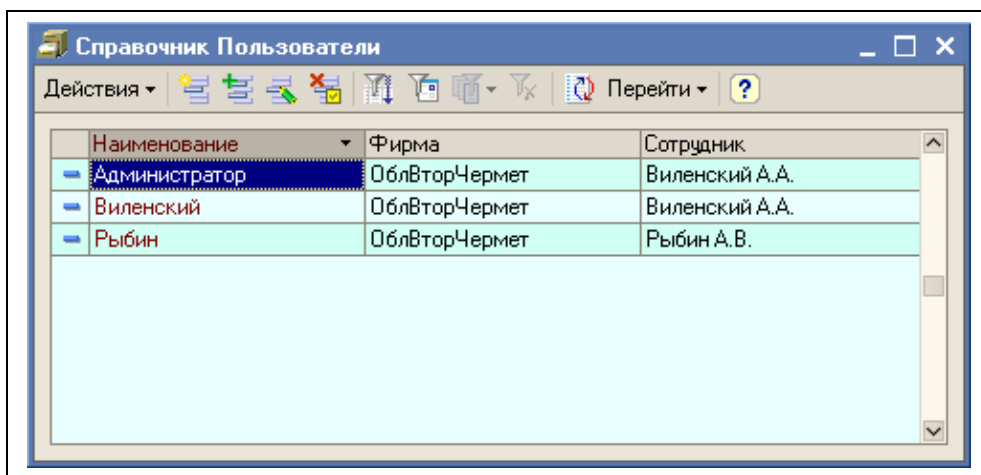 Справочник Пользователи
Действия Перейти ?
Наименование Фирма Сотрудник
Администратор ОблВторЧермет Виленский А.А.
Виленский ОблВторЧермет Виленский А.А.
Рыбин ОблВторЧермет Рыбин А.В.